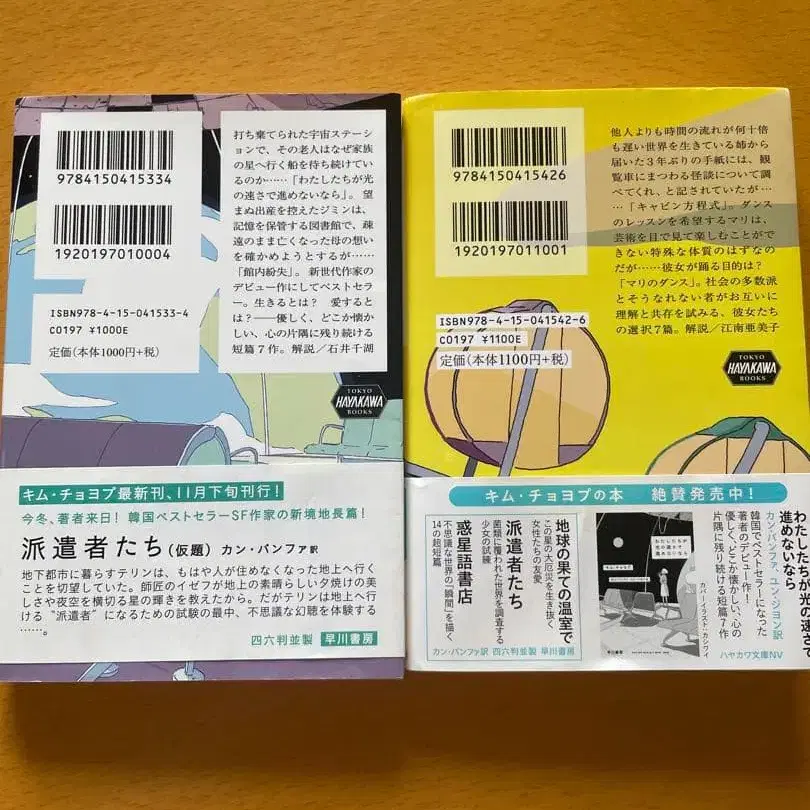 9784150415334
1920197010004
ISBN978-4-15-041533-4
C0197 ¥1000E
定価(本体1000円+税)
打ち棄てられた宇宙ステーショ
ンで、その老人はなぜ家族
の星へ行く船を待ち続けて
いるのか……「わたしたちが光
の速さで進めないなら」。望
まぬ出産を控えたジミンは、
記憶を保管する図書館で、疎
遠のまま亡くなった母の想い
を確かめようとするが……
「館内紛失」。新世代作家の
デビュー作にしてベストセラ
ー。生きるとは? 愛するとは
?——優しく、どこか懐か
しい、心の片隅に残り続ける
短篇7作。解説/石井千湖
TOKYO
HAYAKAWA
BOOKS
キム・チョヨプ最新刊、11月下旬刊行!
今冬、著者来日! 韓国ベストセラーSF作家の新境地長篇!
派遣者たち(仮題) カン・バンファ訳
地下都市に暮らすテリンは、もはや人が住めなくなった地上へ行く
ことを切望していた。師匠のイゼフが地上の素晴らしい夕焼けの美
しさや夜空を横切る星の輝きを教えたから。だがテリンは地上へ行
ける〝派遣者〟になるための試験の最中、不思議な幻聴を体験する
……。
四六判並製 早川書房
9784150415426
1920197011001
ISBN978-4-15-041542-6
C0197 ¥1100E
定価(本体1100円+税)
他人よりも時間の流れが何十倍
も遅い世界を生きている姉から
届いた3年ぶりの手紙には、観
覧車にまつわる怪談について調
べてくれ、と記されていたが…
…「キャビン方程式」。ダンス
のレッスンを希望するマリは、
芸術を目で見て楽しむことがで
きない特殊な体質のはずなの
だが……彼女が踊る目的は?
「マリのダンス」。社会の多数派
とそうなれない者がお互いに
理解と共存を試みる、彼女たち
の選択7篇。解説/江南亜美子
TOKYO
HAYAKAWA
BOOKS
キム・チョヨプの本 絶賛発売中!
わたしたちが光の速さで
進めないなら
カン・バンファ、ユン・ジヨン訳
韓国でベストセラーになった
著者のデビュー作!
優しく、どこか懐かしい、心の
片隅に残り続ける短篇7作
カバーイラスト・カシワイ
ハヤカワ文庫NV
わたしたちが
光の速さで
進めないなら
早川書房
地球の果ての温室で
この星の大厄災を生き抜く
女性たちの友愛
派遣者たち
菌類に覆われた世界を調査する
少女の試練
惑星語書店
不思議な世界の「瞬間」を描く
14の超短篇
カン・バンファ訳 四六判並製 早川書房